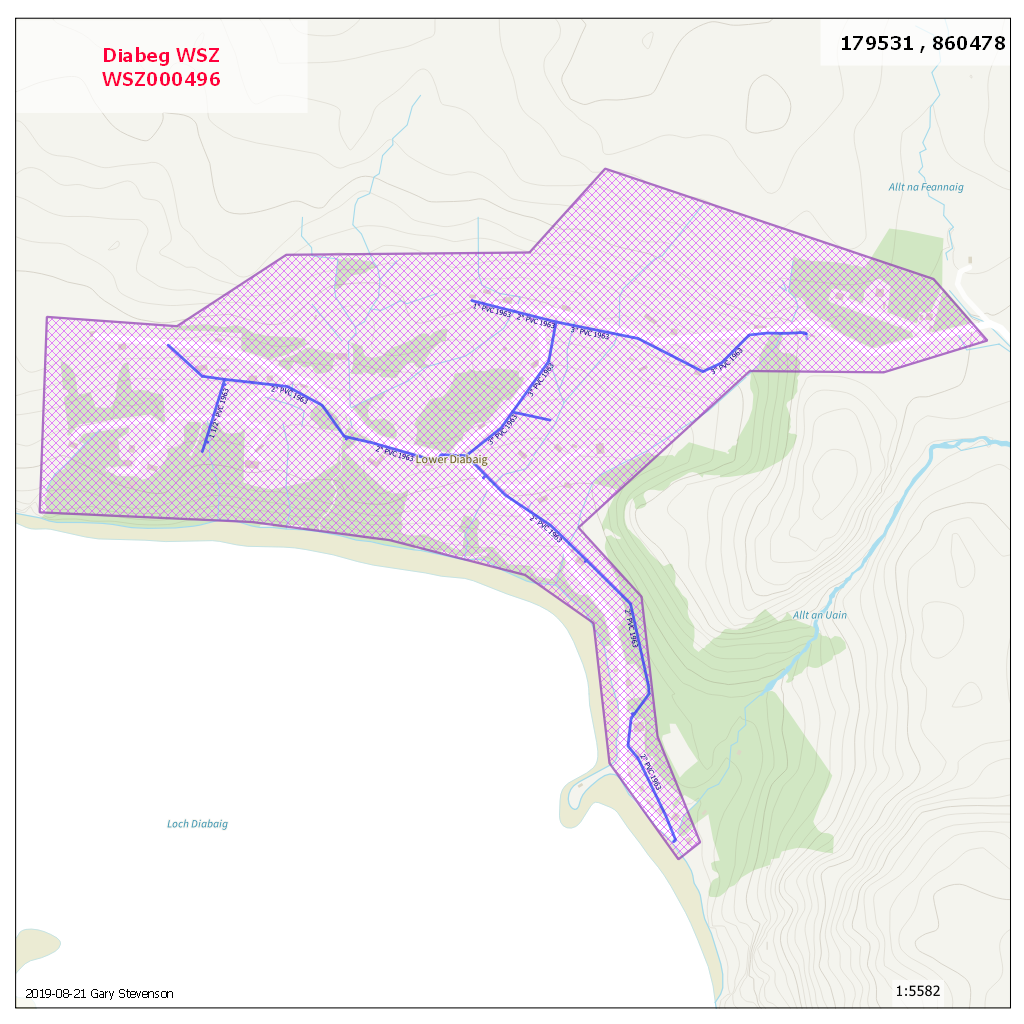 Diabeg WSZ
WSZ000496
179531 , 860478
Allt na Feannaig
1" PVC 1963
2" PVC 1963
3" PVC 1963
3" PVC 1963
3" PVC 1963
2" PVC 1963
1 1/2" PVC 1963
3" PVC 1963
2" PVC 1963
Lower Diabaig
2" PVC 1963
2" PVC 1963
Allt an Uain
2" PVC 1963
Loch Diabaig
2019-08-21 Gary Stevenson
1:5582